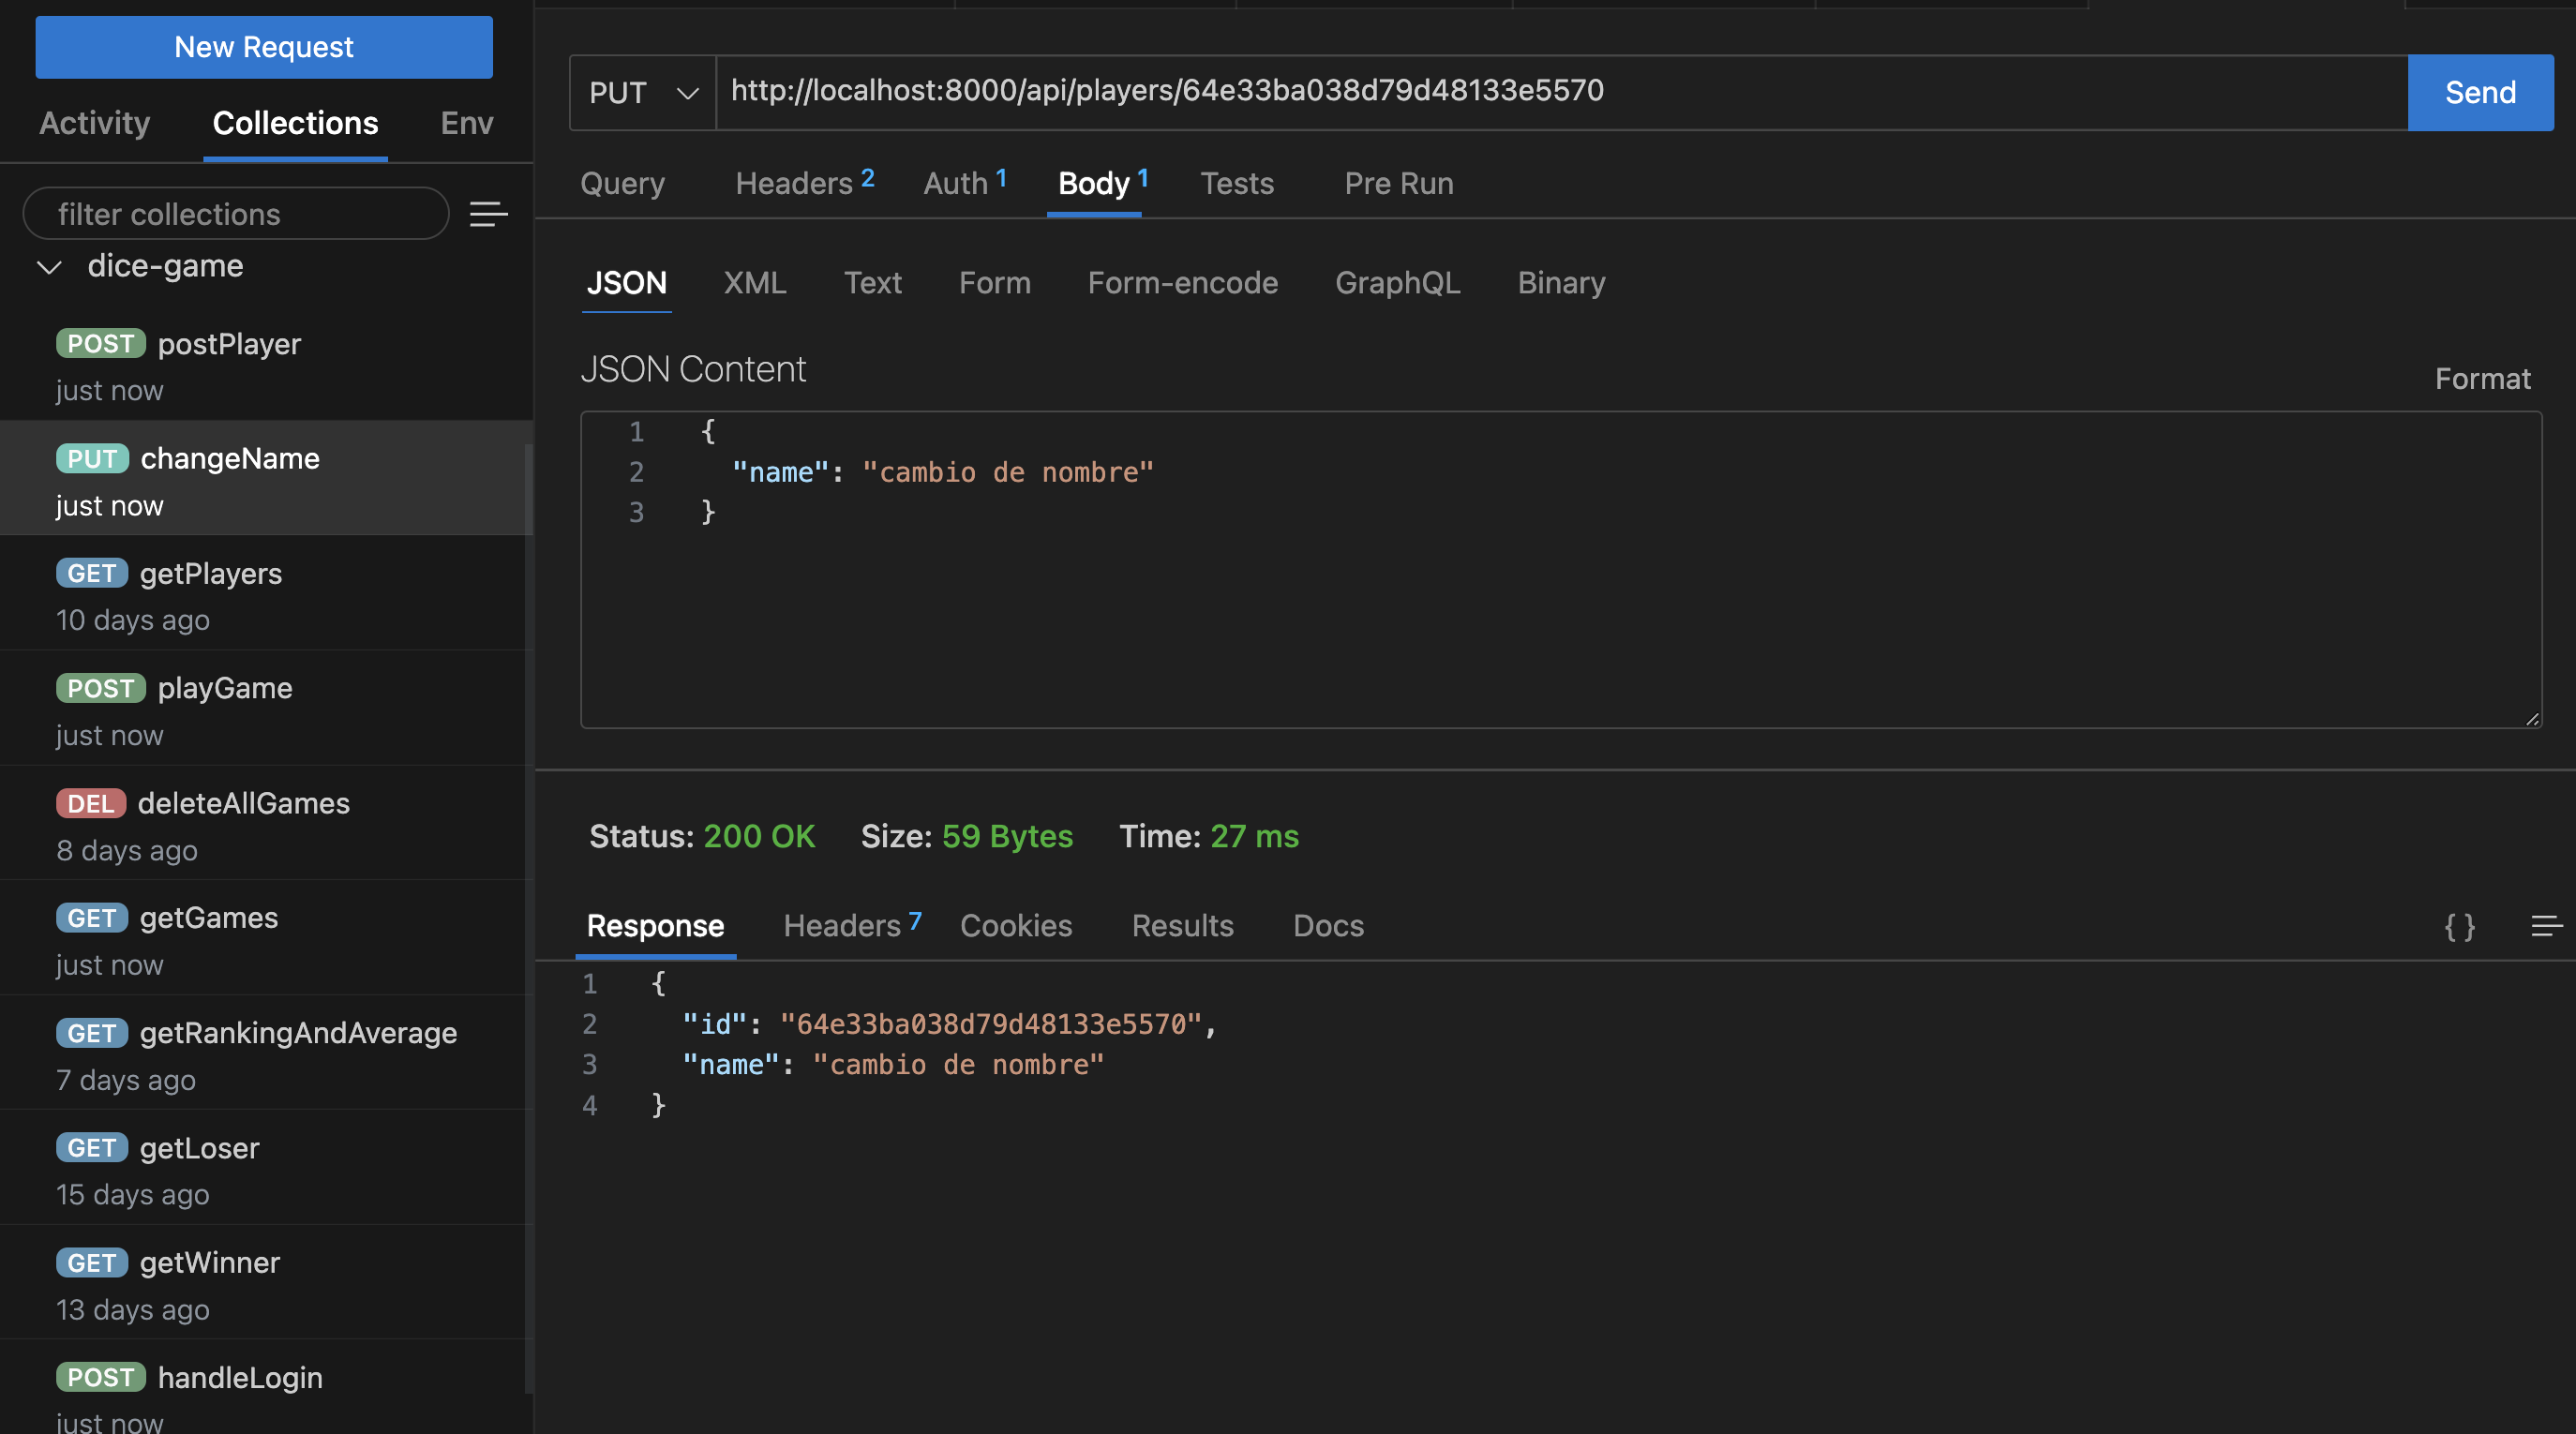 New Request
Activity Collections Env
filter collections
dice-game
POST postPlayer
just now
PUT changeName
just now
GET getPlayers
10 days ago
POST playGame
just now
DEL deleteAllGames
8 days ago
GET getGames
just now
GET getRankingAndAverage
7 days ago
GET getLoser
15 days ago
GET getWinner
13 days ago
POST handleLogin
just now
PUT http://localhost:8000/api/players/64e33ba038d79d48133e5570 Send
Query Headers 2 Auth 1 Body 1 Tests Pre Run
JSON XML Text Form Form-encode GraphQL Binary
JSON Content Format
1 {
2 "name": "cambio de nombre"
3 }
Status: 200 OK Size: 59 Bytes Time: 27 ms
Response Headers 7 Cookies Results Docs { }
1 {
2 "id": "64e33ba038d79d48133e5570",
3 "name": "cambio de nombre"
4 }